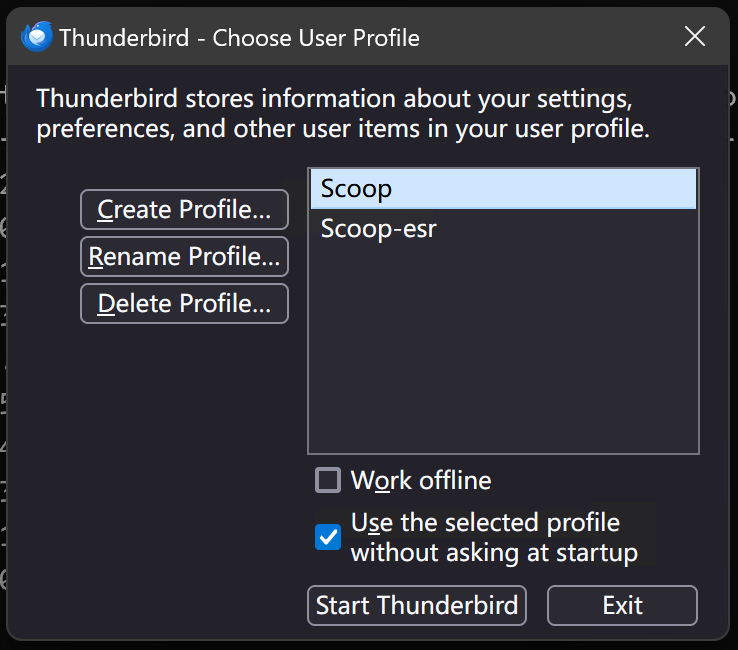 Thunderbird - Choose User Profile
Thunderbird stores information about your settings,
preferences, and other user items in your user profile.
Create Profile...
Rename Profile...
Delete Profile...
Scoop
Scoop-esr
Work offline
Use the selected profile
without asking at startup
Start Thunderbird
Exit